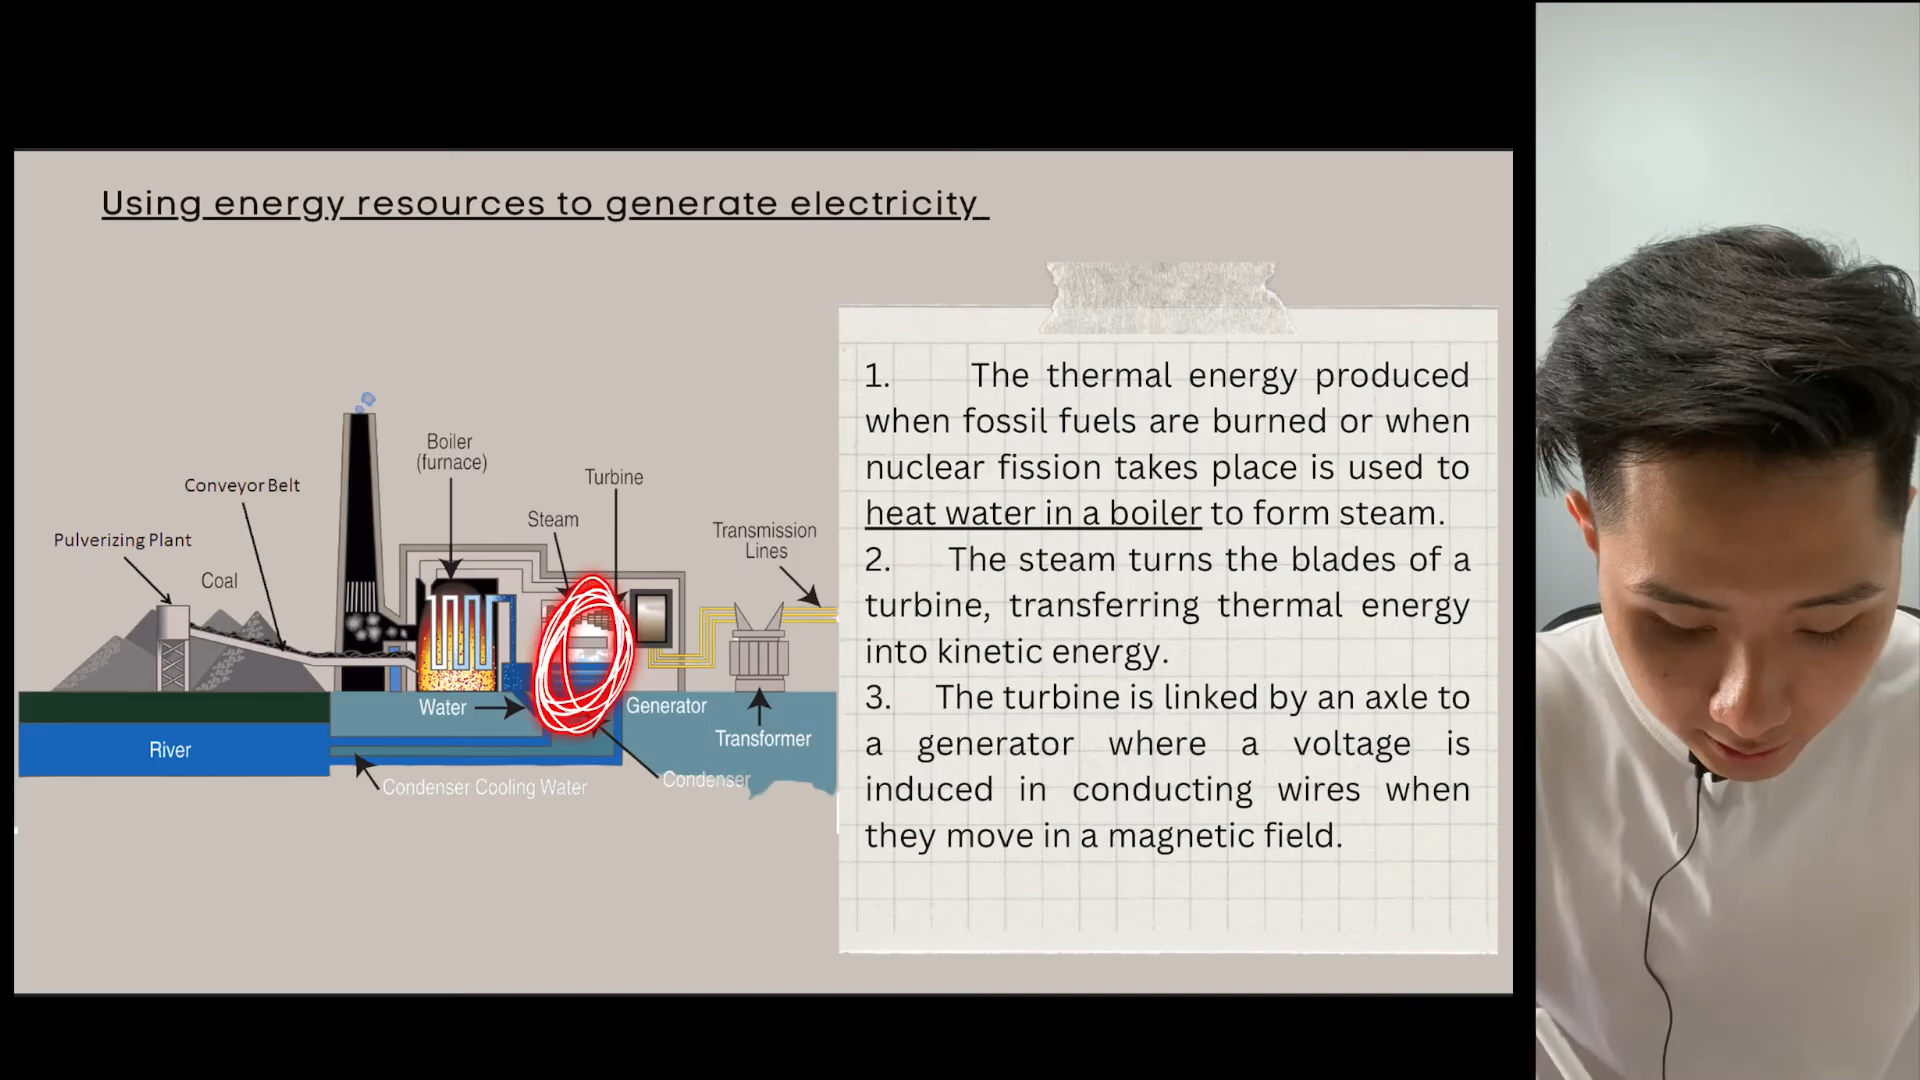 Using energy resources to generate electricity
1. The thermal energy produced
when fossil fuels are burned or when
nuclear fission takes place is used to
heat water in a boiler to form steam.
2. The steam turns the blades of a
turbine, transferring thermal energy
into kinetic energy.
3. The turbine is linked by an axle to
a generator where a voltage is
induced in conducting wires when
they move in a magnetic field.
Boiler
(furnace)
Turbine
Conveyor Belt
Steam
Transmission
Lines
Pulverizing Plant
Coal
Water
Generator
Transformer
River
Condenser
Condenser Cooling Water